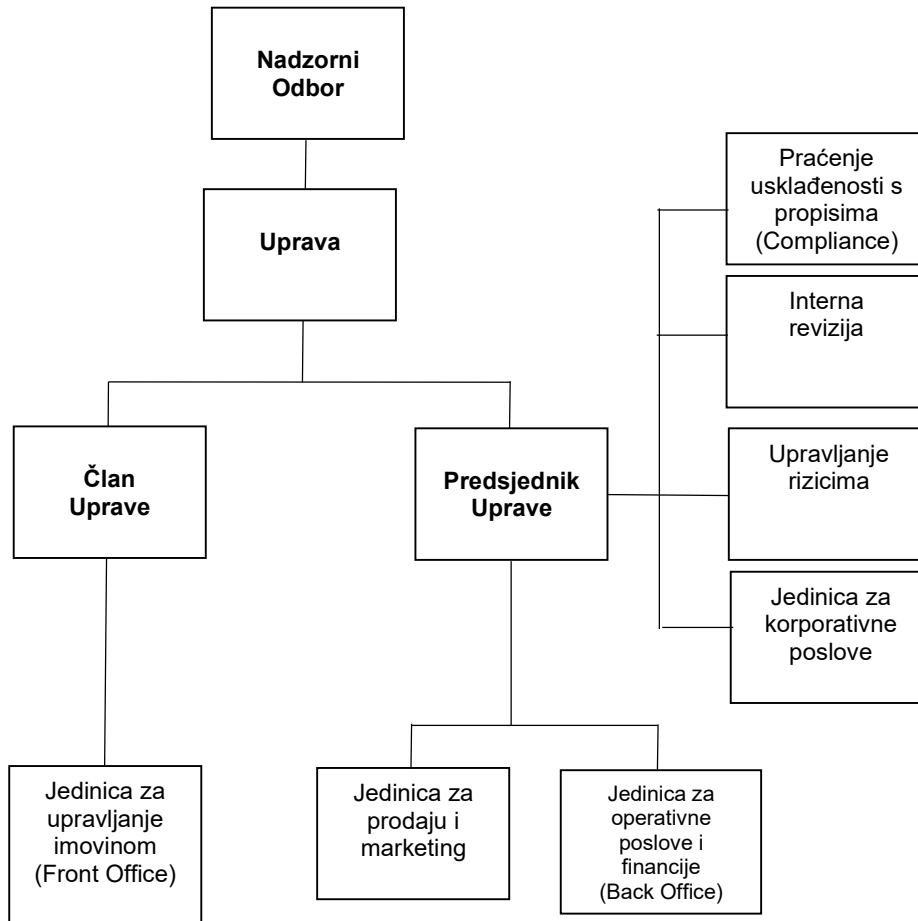 Nadzorni
Odbor
Uprava
Praćenje
usklađenosti s
propisima
(Compliance)
Interna
revizija
Član
Uprave
Predsjednik
Uprave
Upravljanje
rizicima
Jedinica za
korporativne
poslove
Jedinica za
upravljanje
imovinom
(Front Office)
Jedinica za
prodaju i
marketing
Jedinica za
operativne
poslove i
financije
(Back Office)